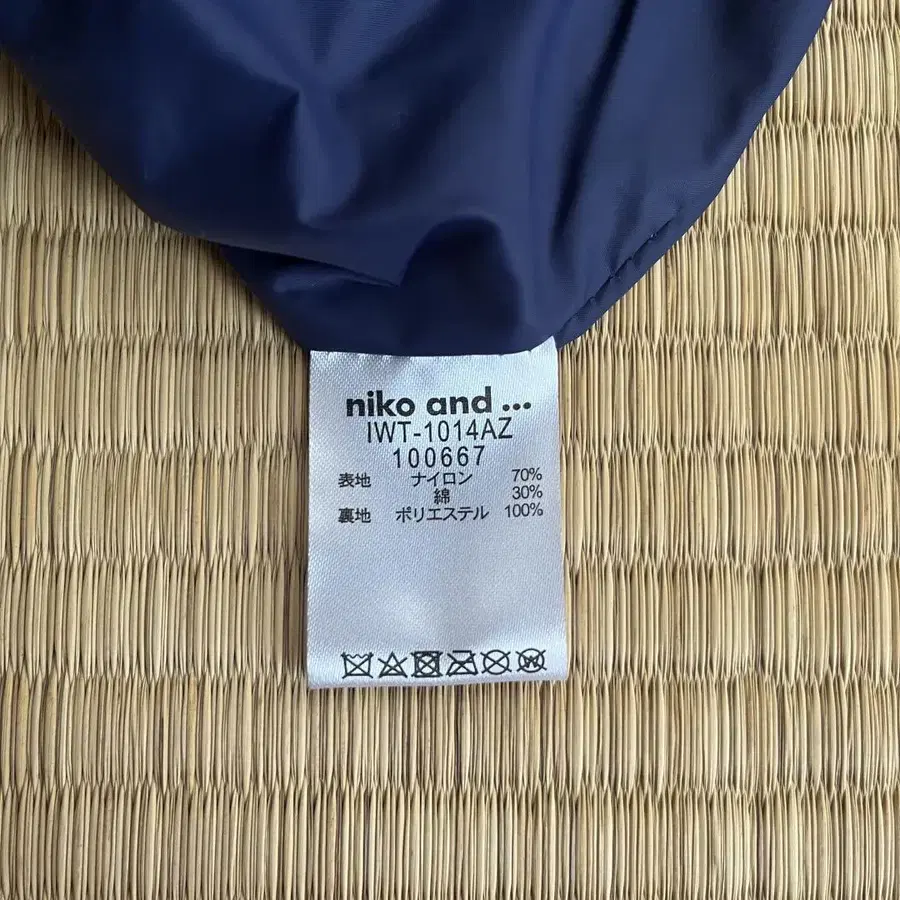 niko and ...
IWT-1014AZ
100667
表地 ナイロン 70%
綿 30%
裏地 ポリエステル 100%